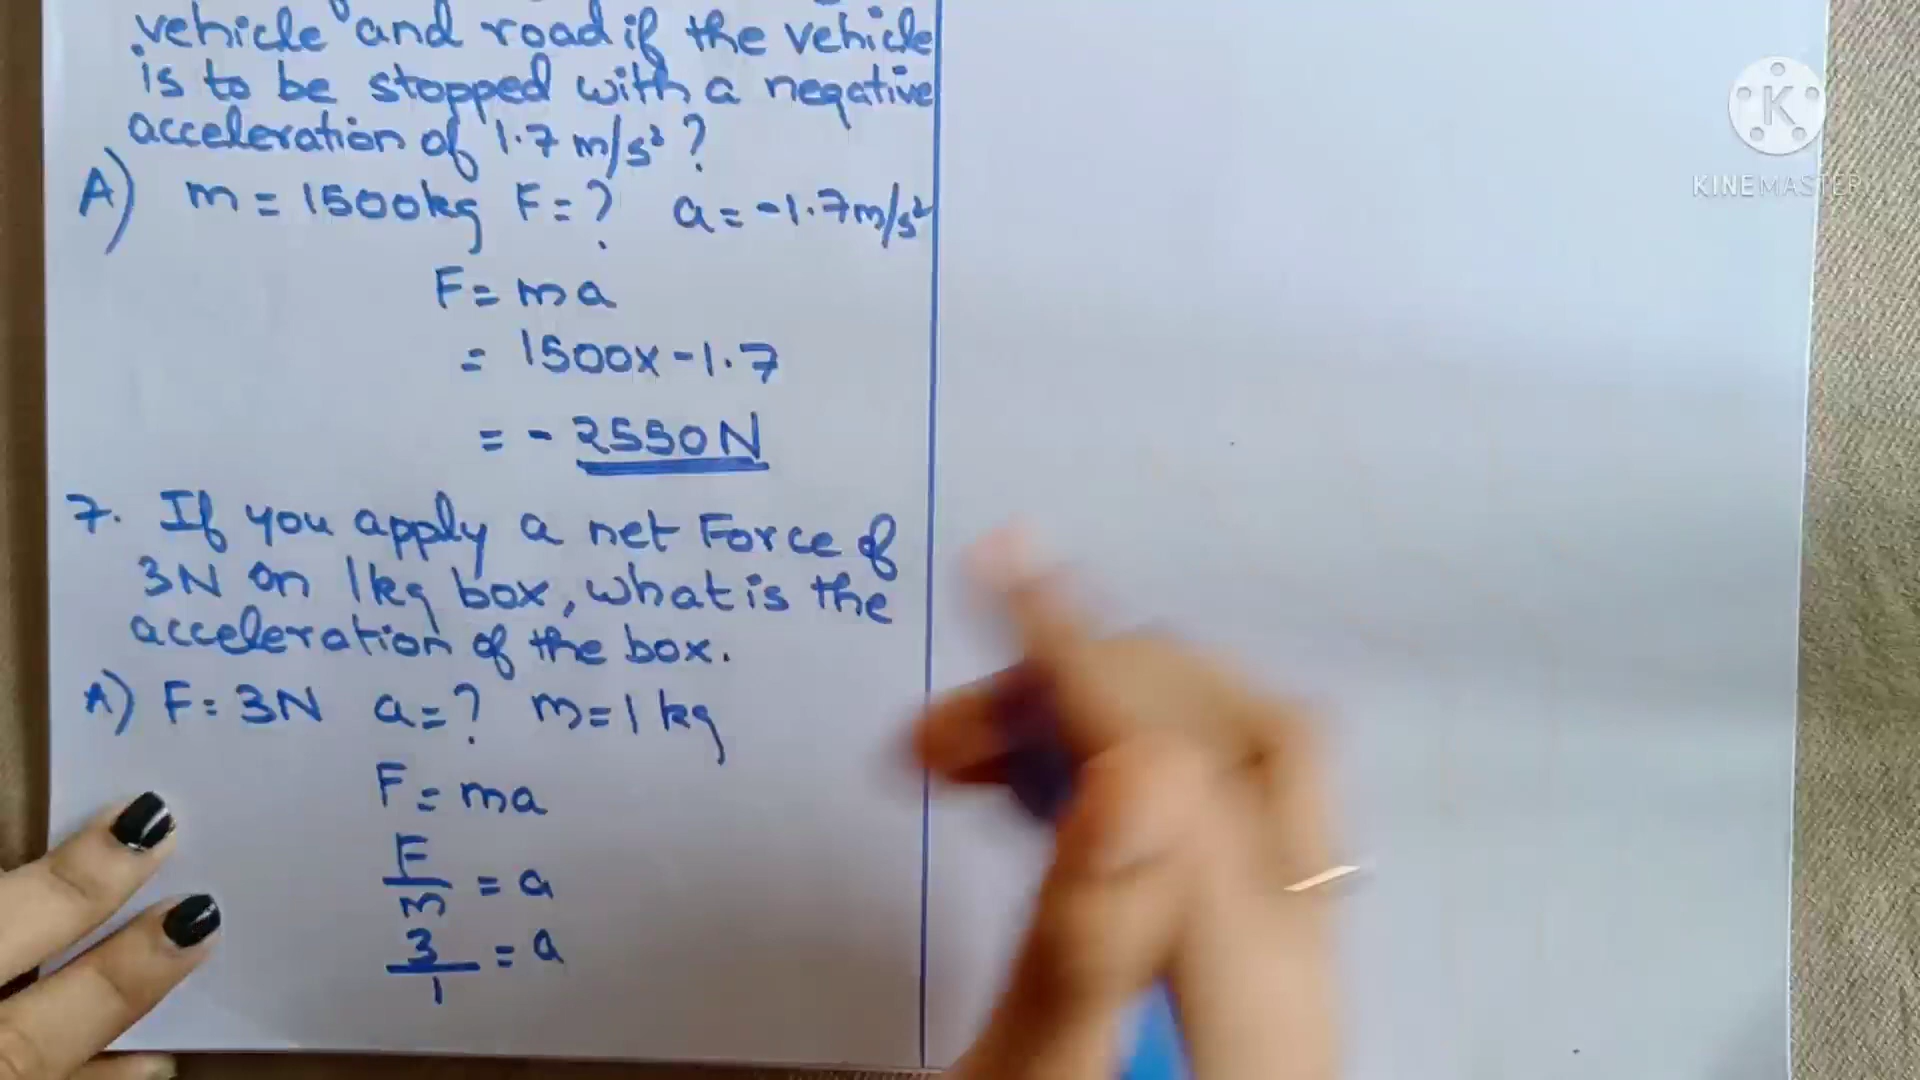 vehicle and road if the vehicle
is to be stopped with a negative
acceleration of 1.7 m/s² ?
A) m = 1500kg F = ? a = -1.7m/s²
F = ma
= 1500x-1.7
= - 2550N
7. If you apply a net Force of
3N on 1kg box, what is the
acceleration of the box.
A) F = 3N a = ? m = 1 kg
F = ma
F/m = a
3/1 = a
K
KINEMASTER